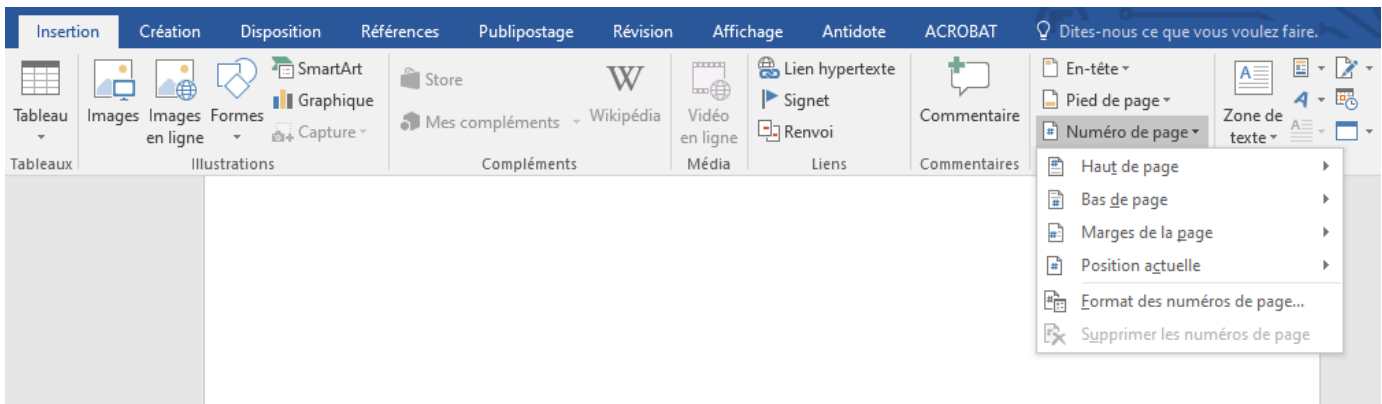 Insertion Création Disposition Références Publipostage Révision Affichage Antidote ACROBAT Dites-nous ce que vous voulez faire.
Tableau
Tableaux
Images
Images
en ligne
Formes
SmartArt
Graphique
Capture
Illustrations
Store
Mes compléments
Wikipédia
Compléments
Vidéo
en ligne
Média
Lien hypertexte
Signet
Renvoi
Liens
Commentaire
Commentaires
En-tête
Pied de page
Numéro de page
Zone de
texte
Haut de page
Bas de page
Marges de la page
Position actuelle
Format des numéros de page...
Supprimer les numéros de page